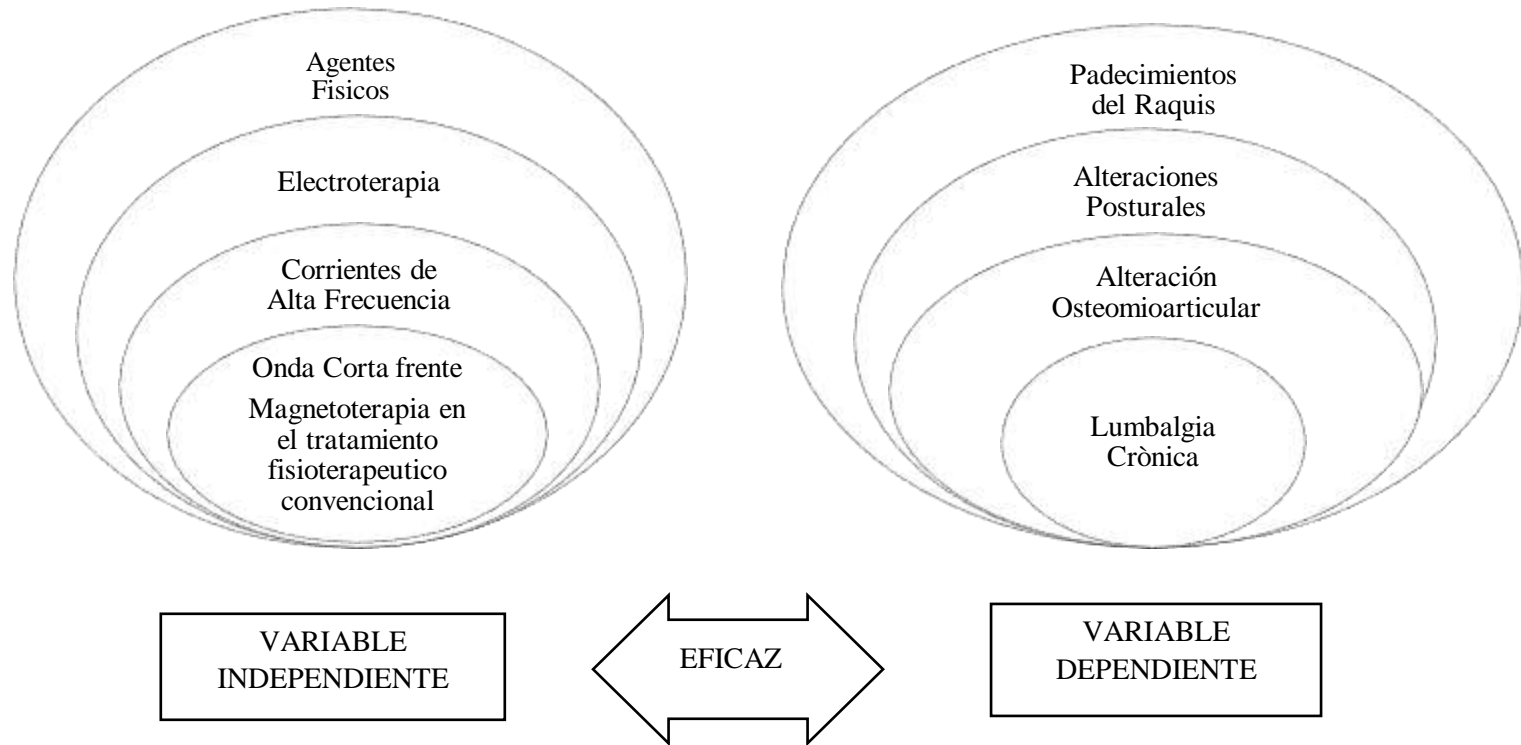 Agentes
Fisicos
Electroterapia
Corrientes de
Alta Frecuencia
Onda Corta frente
Magnetoterapia en
el tratamiento
fisioterapeutico
convencional
Padecimientos
del Raquis
Alteraciones
Posturales
Alteración
Osteomioarticular
Lumbalgia
Crònica
VARIABLE
INDEPENDIENTE
EFICAZ
VARIABLE
DEPENDIENTE